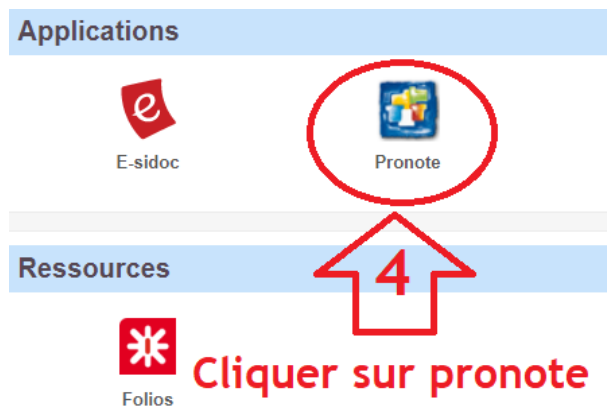 Applications
E-sidoc
Pronote
Ressources
4
Cliquer sur pronote
Folios